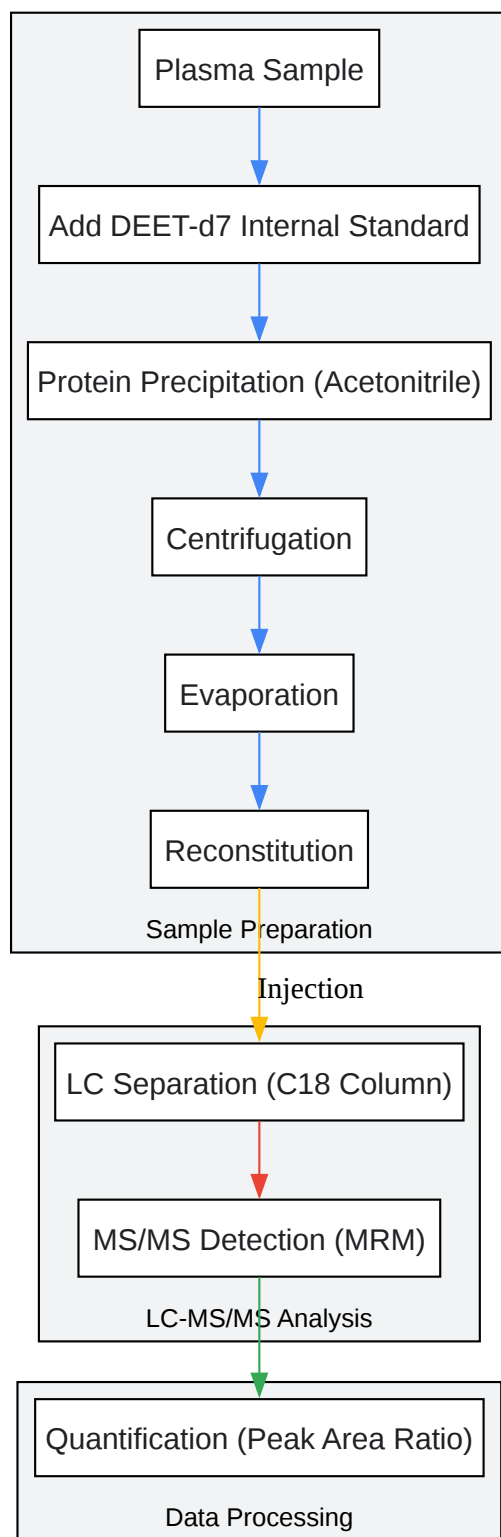 Plasma Sample
Add DEET-d7 Internal Standard
Protein Precipitation (Acetonitrile)
Centrifugation
Evaporation
Reconstitution
Sample Preparation
Injection
LC Separation (C18 Column)
MS/MS Detection (MRM)
LC-MS/MS Analysis
Quantification (Peak Area Ratio)
Data Processing